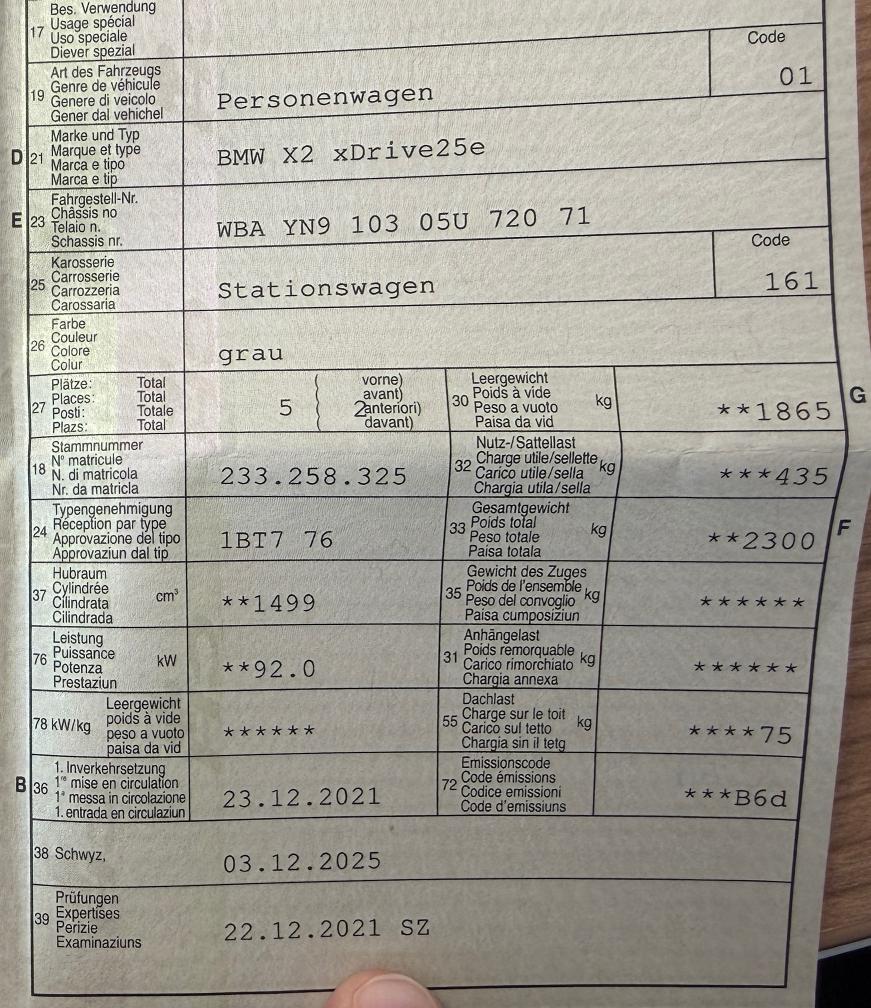 Bes. Verwendung
17 Usage spécial
Uso speciale
Diever spezial
Art des Fahrzeugs Code
19 Genre de véhicule
Genere di veicolo Personenwagen 01
Gener dal vehichel
Marke und Typ
D 21 Marque et type BMW X2 xDrive25e
Marca e tipo
Marca e tip
Fahrgestell-Nr.
E 23 Châssis no WBA YN9 103 05U 720 71
Telaio n.
Schassis nr.
Karosserie Code
25 Carrosserie
Carrozzeria Stationswagen 161
Carossaria
Farbe
26 Couleur
Colore grau
Colur
27 Plätze: Total 5 ( vorne)
Places: Total avant)
Posti: Totale 2 anteriori)
Plazs: Total davant)
30 Leergewicht G
Poids à vide kg **1865
Peso a vuoto
Paisa da vid
18 Stammnummer
N° matricule 233.258.325
N. di matricola
Nr. da matricla
32 Nutz-/Sattellast
Charge utile/sellette kg ***435
Carico utile/sella
Chargia utila/sella
24 Typengenehmigung
Réception par type 1BT7 76
Approvazione del tipo
Approvaziun dal tip
33 Gesamtgewicht F
Poids total kg **2300
Peso totale
Paisa totala
37 Hubraum
Cylindrée cm³ **1499
Cilindrata
Cilindrada
35 Gewicht des Zuges
Poids de l'ensemble kg ******
Peso del convoglio
Paisa cumposiziun
76 Leistung
Puissance kW **92.0
Potenza
Prestaziun
31 Anhängelast
Poids remorquable kg ******
Carico rimorchiato
Chargia annexa
78 kW/kg Leergewicht
poids à vide ******
peso a vuoto
paisa da vid
55 Dachlast
Charge sur le toit kg ****75
Carico sul tetto
Chargia sin il tetg
B 36 1. Inverkehrsetzung
1re mise en circulation 23.12.2021
1a messa in circolazione
1. entrada en circulaziun
72 Emissionscode
Code émissions ***B6d
Codice emissioni
Code d'emissiuns
38 Schwyz, 03.12.2025
39 Prüfungen
Expertises 22.12.2021 SZ
Perizie
Examinaziuns